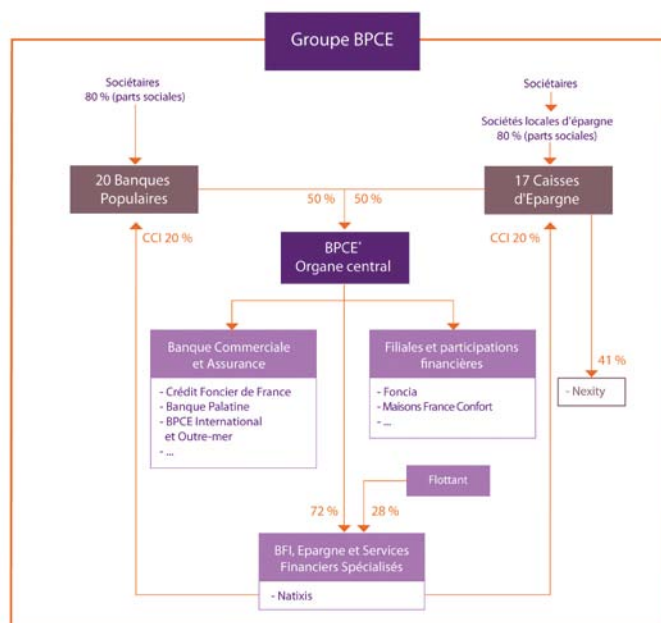 Groupe BPCE
Sociétaires
80 % (parts sociales)
Sociétaires
Sociétés locales d'épargne
80 % (parts sociales)
20 Banques
Populaires
17 Caisses
d'Epargne
50 %
50 %
CCI 20 %
CCI 20 %
BPCE'
Organe central
Banque Commerciale
et Assurance
- Crédit Foncier de France
- Banque Palatine
- BPCE International
et Outre-mer
- ...
Filiales et participations
financières
- Foncia
- Maisons France Confort
- ...
41 %
- Nexity
Flottant
72 %
28 %
BFI, Epargne et Services
Financiers Spécialisés
- Natixis